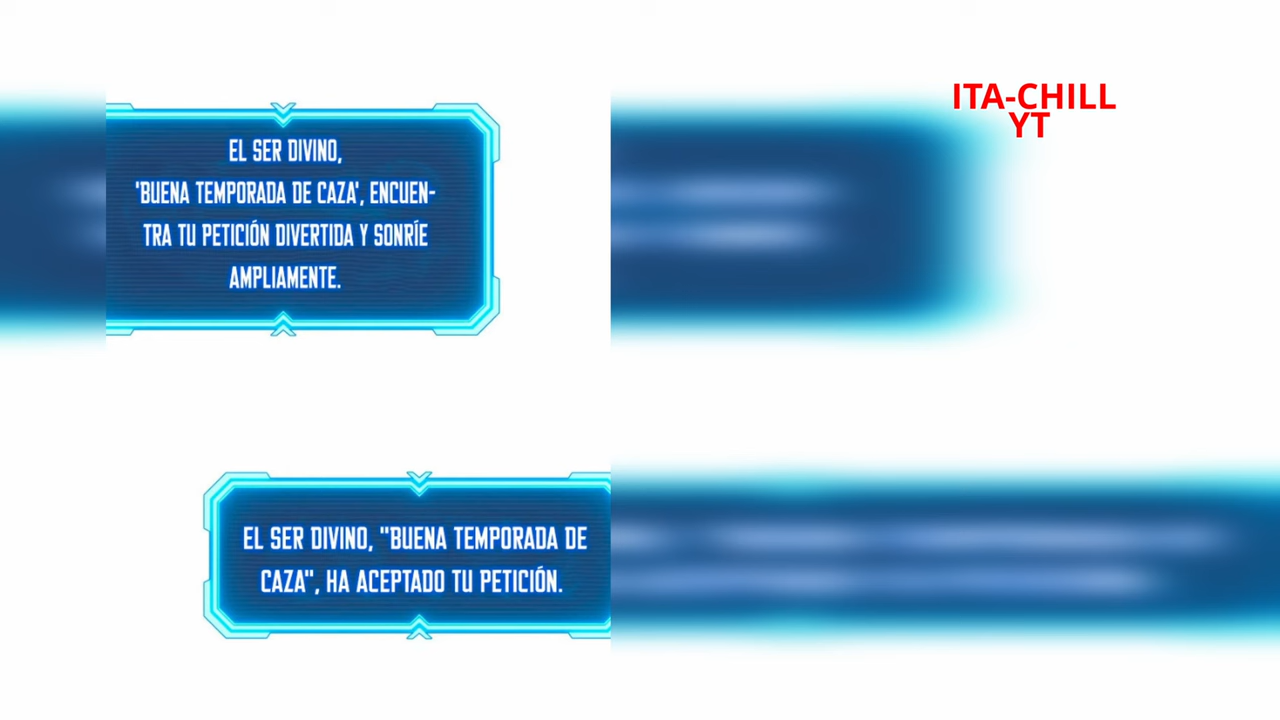 ITA-CHILL
YT
EL SER DIVINO,
'BUENA TEMPORADA DE CAZA', ENCUEN-
TRA TU PETICIÓN DIVERTIDA Y SONRÍE
AMPLIAMENTE.
EL SER DIVINO, "BUENA TEMPORADA DE
CAZA", HA ACEPTADO TU PETICIÓN.